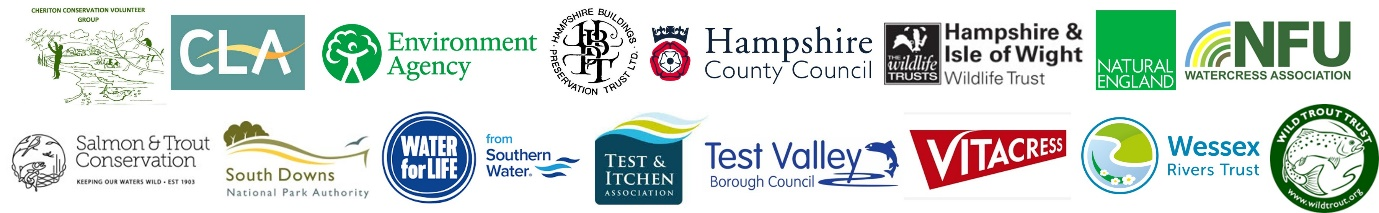 CHERITON CONSERVATION VOLUNTEER
GROUP
CLA
Environment
Agency
HAMPSHIRE BUILDINGS
PRESERVATION TRUST LTD.
HBPT
Hampshire
County Council
THE
wildlife
TRUSTS
Hampshire &
Isle of Wight
Wildlife Trust
NATURAL
ENGLAND
NFU
WATERCRESS ASSOCIATION
Salmon & Trout
Conservation
KEEPING OUR WATERS WILD • EST 1903
South Downs
National Park Authority
WATER
for LIFE
from
Southern
Water
TEST &
ITCHEN
ASSOCIATION
Test Valley
Borough Council
VITACRESS
Wessex
Rivers Trust
WILD TROUT TRUST
www.wildtrout.org